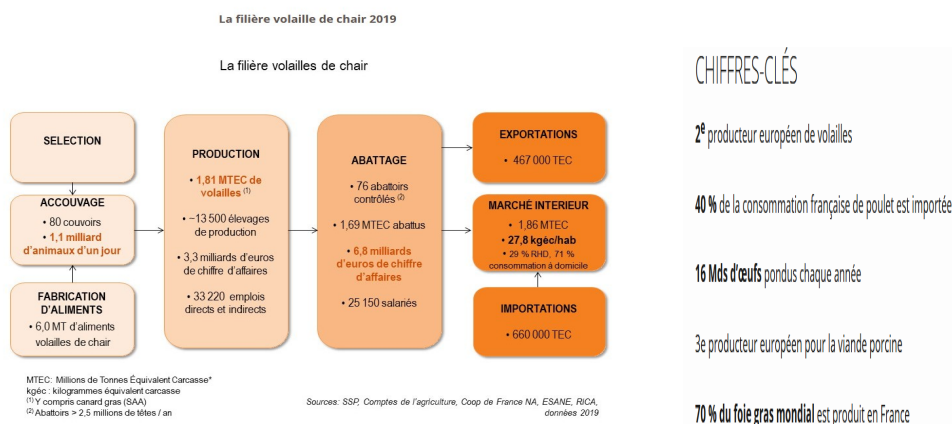 La filière volaille de chair 2019
La filière volailles de chair
SELECTION
ACCOUVAGE
• 80 couvoirs
• 1,1 milliard
d'animaux d'un jour
FABRICATION
D'ALIMENTS
• 6,0 MT d'aliments
volailles de chair
PRODUCTION
• 1,81 MTEC de
volailles (1)
• ~13 500 élevages
de production
• 3,3 milliards d'euros
de chiffre d'affaires
• 33 220 emplois
directs et indirects
ABATTAGE
• 76 abattoirs
contrôlés (2)
• 1,69 MTEC abattus
• 6,8 milliards
d'euros de chiffre
d'affaires
• 25 150 salariés
EXPORTATIONS
• 467 000 TEC
MARCHÉ INTERIEUR
• 1,86 MTEC
• 27,8 kgéc/hab
• 29 % RHD, 71 %
consommation à domicile
IMPORTATIONS
• 660 000 TEC
MTEC: Millions de Tonnes Équivalent Carcasse*
kgéc : kilogrammes équivalent carcasse
(1) Y compris canard gras (SAA)
(2) Abattoirs > 2,5 millions de têtes / an
Sources: SSP, Comptes de l'agriculture, Coop de France NA, ESANE, RICA,
données 2019
CHIFFRES-CLÉS
2e producteur européen de volailles
40 % de la consommation française de poulet est importée
16 Mds d'œufs pondus chaque année
3e producteur européen pour la viande porcine
70 % du foie gras mondial est produit en France